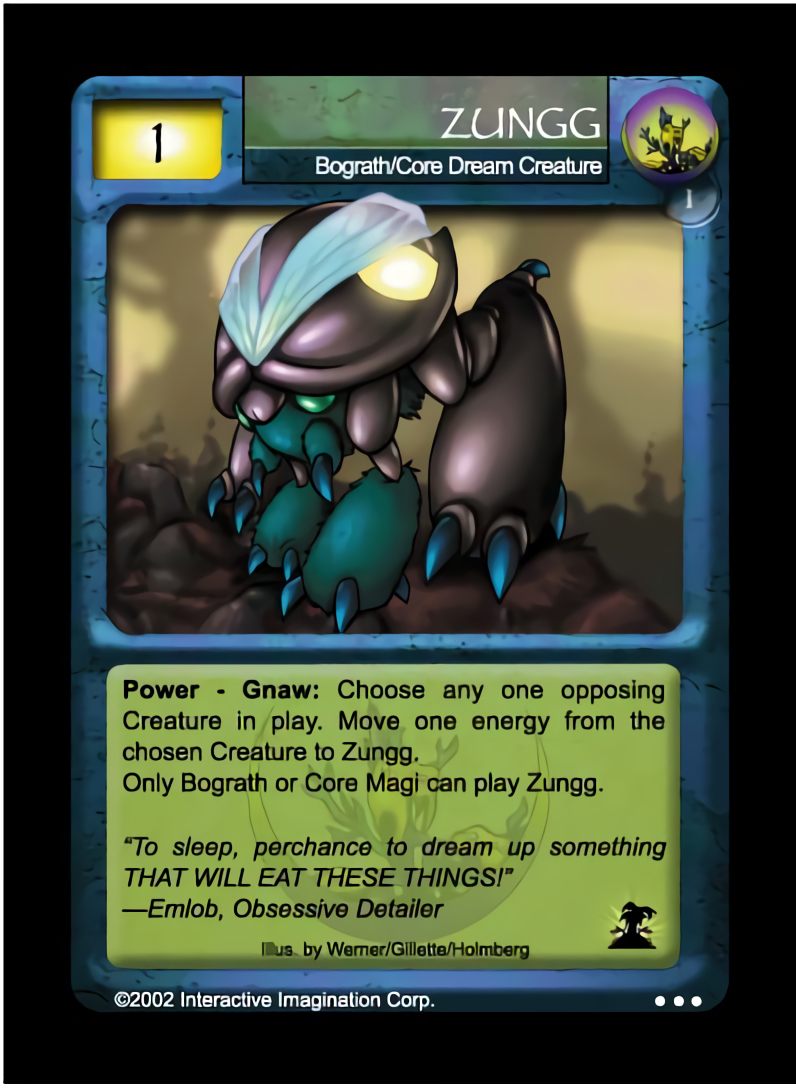 1
ZUNGG
Bograth/Core Dream Creature
1
Power - Gnaw: Choose any one opposing
Creature in play. Move one energy from the
chosen Creature to Zungg.
Only Bograth or Core Magi can play Zungg.
“To sleep, perchance to dream up something
THAT WILL EAT THESE THINGS!”
—Emlob, Obsessive Detailer
Illus. by Werner/Gillette/Holmberg
©2002 Interactive Imagination Corp.